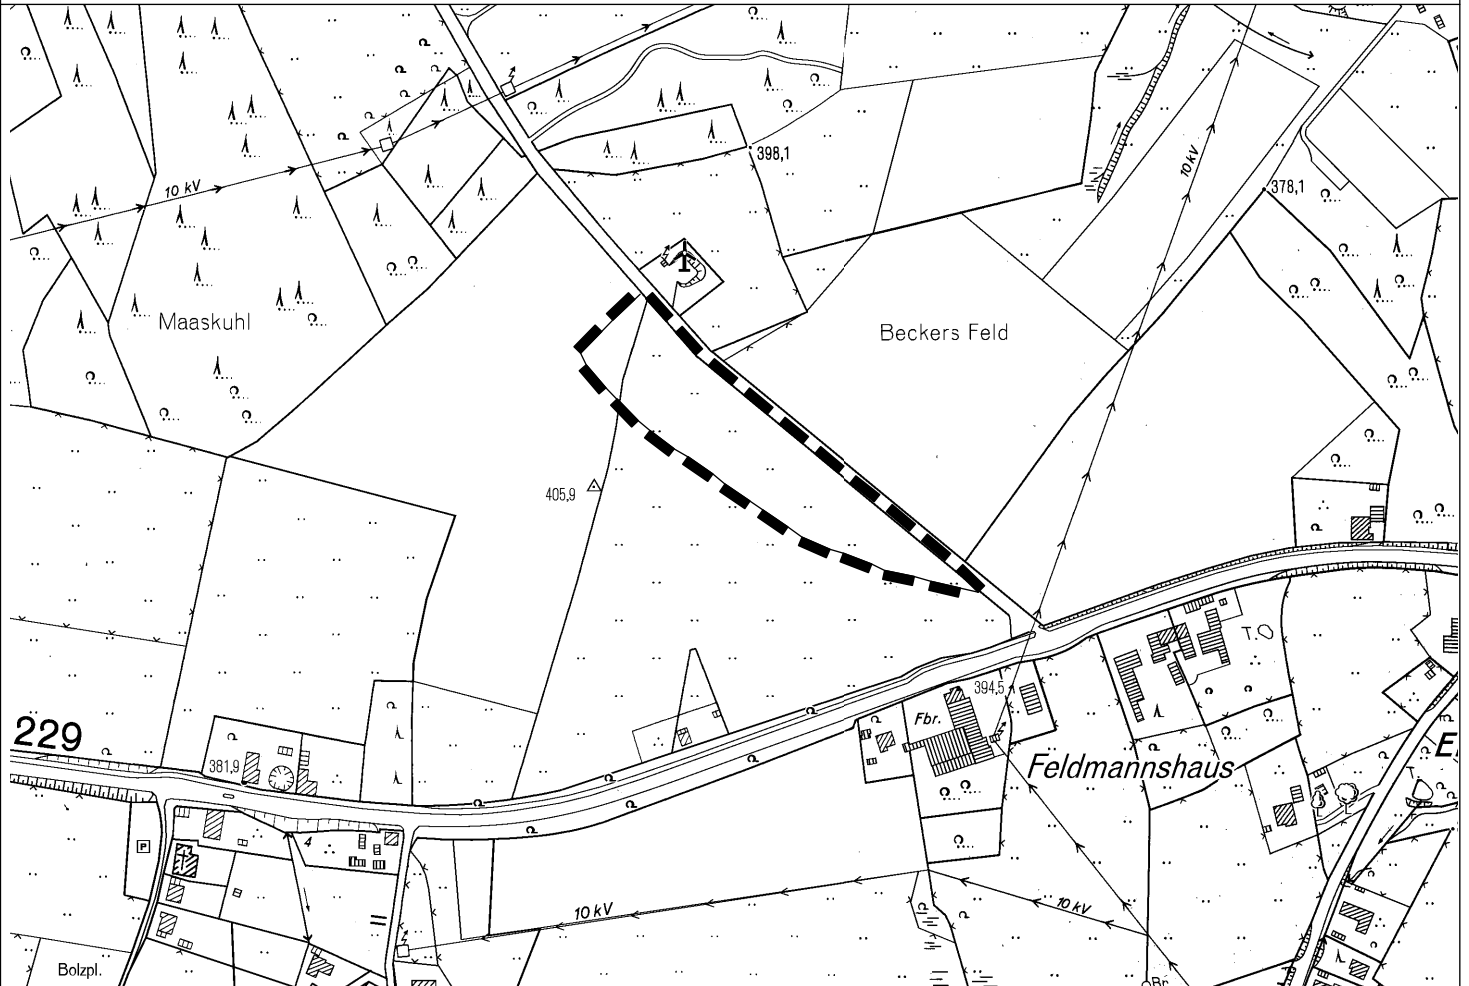 10 kV
398,1
10 kV
378,1
Maaskuhl
Beckers Feld
405,9
T.O
394,5
229
Fbr.
381,9
Feldmannshaus
T.
P
4
10 kV
10 kV
Bolzpl.
Br.